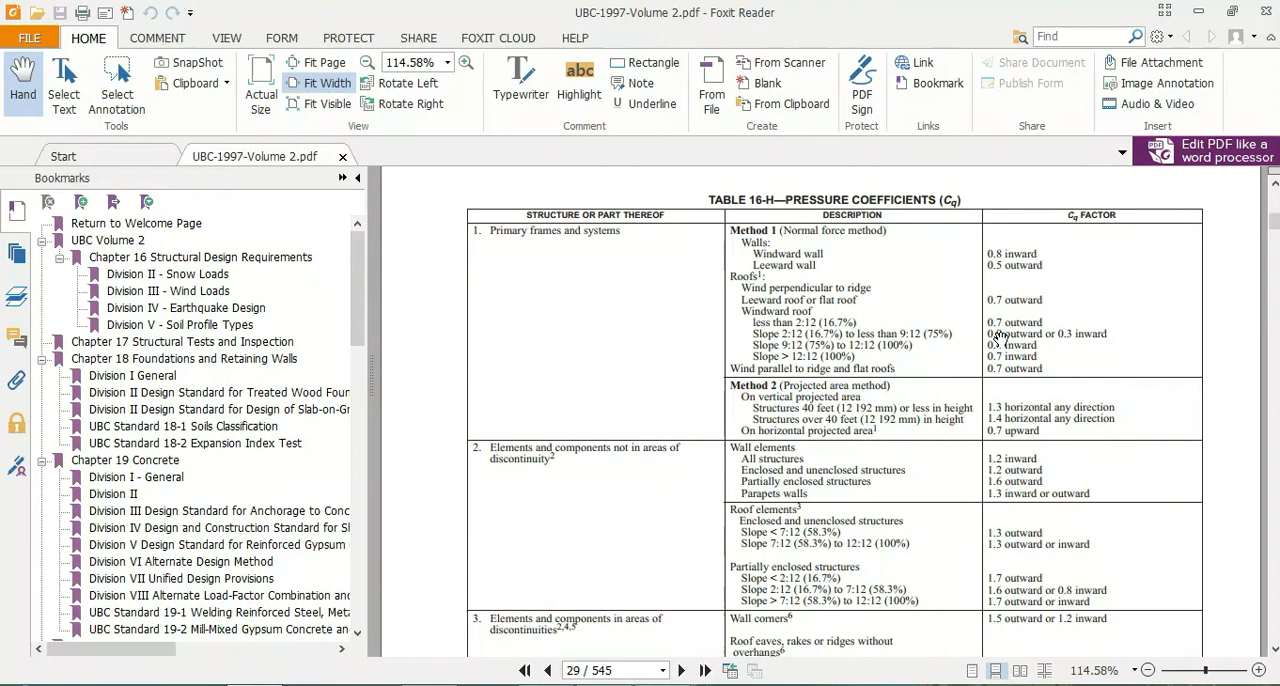 UBC-1997-Volume 2.pdf - Foxit Reader
FILE HOME COMMENT VIEW FORM PROTECT SHARE FOXIT CLOUD HELP
Find
Hand
Select Text
Select Annotation
SnapShot
Clipboard
Tools
Actual Size
Fit Page
Fit Width
Fit Visible
114.58%
Rotate Left
Rotate Right
View
Typewriter
Highlight
Rectangle
Note
Underline
Comment
From File
From Scanner
Blank
From Clipboard
Create
PDF Sign
Protect
Link
Bookmark
Links
Share Document
Publish Form
Share
File Attachment
Image Annotation
Audio & Video
Insert
Start
UBC-1997-Volume 2.pdf
Edit PDF like a
word processor
Bookmarks
Return to Welcome Page
UBC Volume 2
Chapter 16 Structural Design Requirements
Division II - Snow Loads
Division III - Wind Loads
Division IV - Earthquake Design
Division V - Soil Profile Types
Chapter 17 Structural Tests and Inspection
Chapter 18 Foundations and Retaining Walls
Division I General
Division II Design Standard for Treated Wood Foun
Division II Design Standard for Design of Slab-on-Gr
UBC Standard 18-1 Soils Classification
UBC Standard 18-2 Expansion Index Test
Chapter 19 Concrete
Division I - General
Division II
Division III Design Standard for Anchorage to Conc
Division IV Design and Construction Standard for Sh
Division V Design Standard for Reinforced Gypsum
Division VI Alternate Design Method
Division VII Unified Design Provisions
Division VIII Alternate Load-Factor Combination and
UBC Standard 19-1 Welding Reinforced Steel, Meta
UBC Standard 19-2 Mill-Mixed Gypsum Concrete an
TABLE 16-H—PRESSURE COEFFICIENTS (Cq)
STRUCTURE OR PART THEREOF DESCRIPTION Cq FACTOR
1. Primary frames and systems Method 1 (Normal force method)
Walls:
Windward wall 0.8 inward
Leeward wall 0.5 outward
Roofs1:
Wind perpendicular to ridge
Leeward roof or flat roof 0.7 outward
Windward roof
less than 2:12 (16.7%) 0.7 outward
Slope 2:12 (16.7%) to less than 9:12 (75%) outward or 0.3 inward
Slope 9:12 (75%) to 12:12 (100%) inward
Slope > 12:12 (100%) 0.7 inward
Wind parallel to ridge and flat roofs 0.7 outward
Method 2 (Projected area method)
On vertical projected area
Structures 40 feet (12 192 mm) or less in height 1.3 horizontal any direction
Structures over 40 feet (12 192 mm) in height 1.4 horizontal any direction
On horizontal projected area1 0.7 upward
2. Elements and components not in areas of discontinuity2
Wall elements
All structures 1.2 inward
Enclosed and unenclosed structures 1.2 outward
Partially enclosed structures 1.6 outward
Parapets walls 1.3 inward or outward
Roof elements3
Enclosed and unenclosed structures
Slope < 7:12 (58.3%) 1.3 outward
Slope 7:12 (58.3%) to 12:12 (100%) 1.3 outward or inward
Partially enclosed structures
Slope < 2:12 (16.7%) 1.7 outward
Slope 2:12 (16.7%) to 7:12 (58.3%) 1.6 outward or 0.8 inward
Slope > 7:12 (58.3%) to 12:12 (100%) 1.7 outward or inward
3. Elements and components in areas of discontinuities2,4,5
Wall corners6 1.5 outward or 1.2 inward
Roof eaves, rakes or ridges without
overhangs6
29 / 545
114.58%